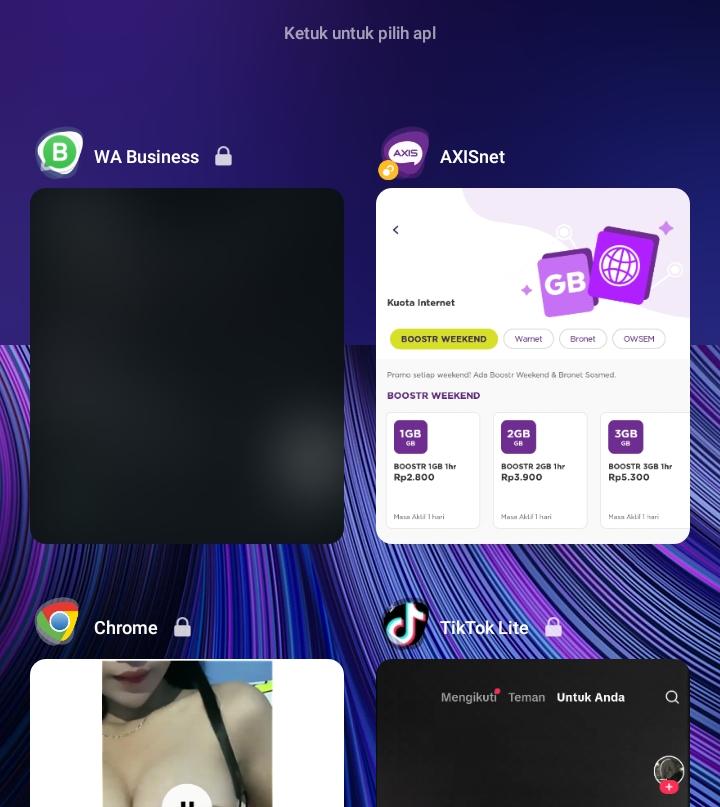 Ketuk untuk pilih apl
WA Business
AXIS
AXISnet
GB
Kuota Internet
BOOSTR WEEKEND
Warnet
Bronet
OWSEM
Promo setiap weekend! Ada Boostr Weekend & Bronet Sosmed.
BOOSTR WEEKEND
1GB
GB
BOOSTR 1GB 1hr
Rp2.800
Masa Aktif 1 hari
2GB
GB
BOOSTR 2GB 1hr
Rp3.900
Masa Aktif 1 hari
3GB
GB
BOOSTR 3GB 1hr
Rp5.300
Masa Aktif 1 hari
Chrome
TikTok Lite
Mengikuti
Teman
Untuk Anda